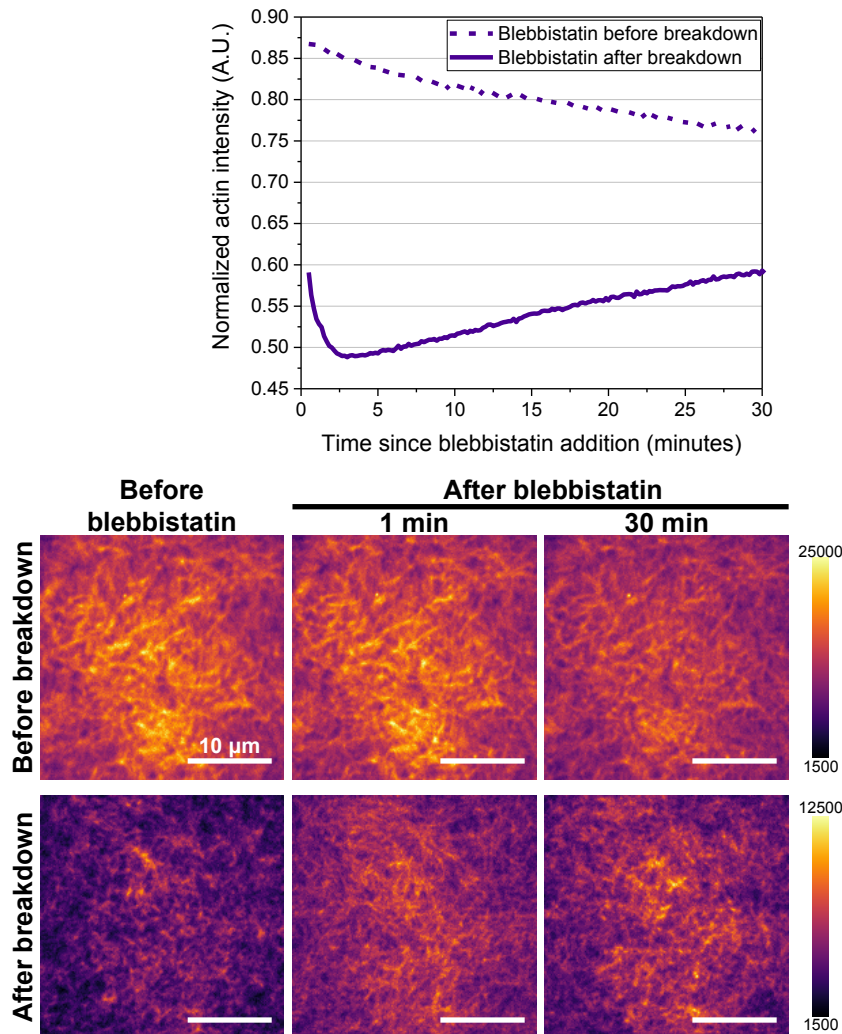 0.90
0.85
0.80
0.75
0.70
0.60
0.55
0.50
0.45
Normalized actin intensity (A.U.)
Blebbistatin before breakdown
Blebbistatin after breakdown
0 5 10 15 20 25 30
Time since blebbistatin addition (minutes)
Before
blebbistatin
After blebbistatin
1 min 30 min
Before breakdown
10 µm
25000
1500
After breakdown
12500
1500